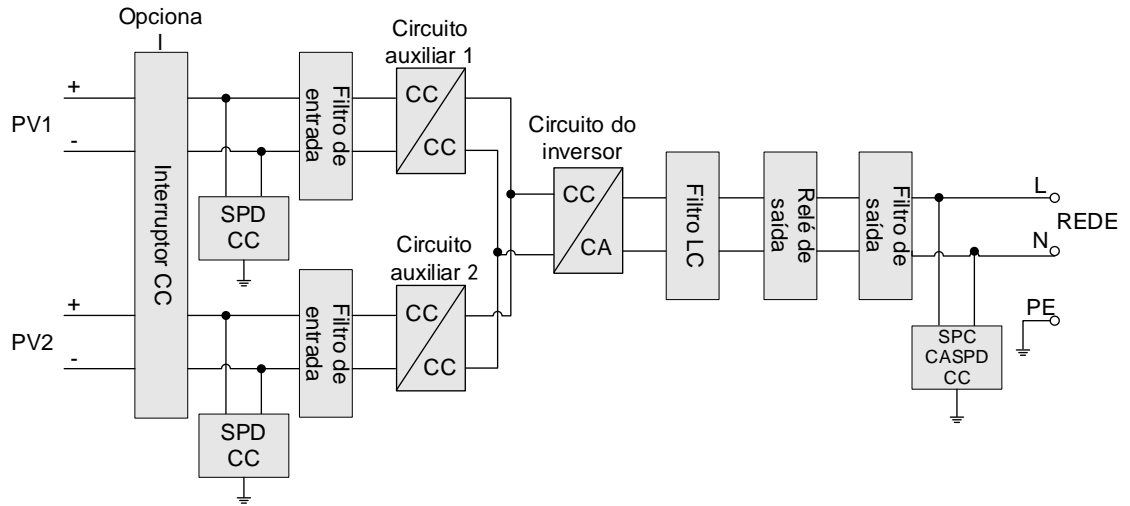 Opciona
l
Circuito
auxiliar 1
+
PV1
-
Interruptor CC
SPD
CC
Filtro de
entrada
CC
CC
Circuito do
inversor
CC
CA
Filtro LC
Relé de
saída
Filtro de
saída
L
REDE
N
PE
SPC
CASPD
CC
Circuito
auxiliar 2
+
PV2
-
SPD
CC
Filtro de
entrada
CC
CC